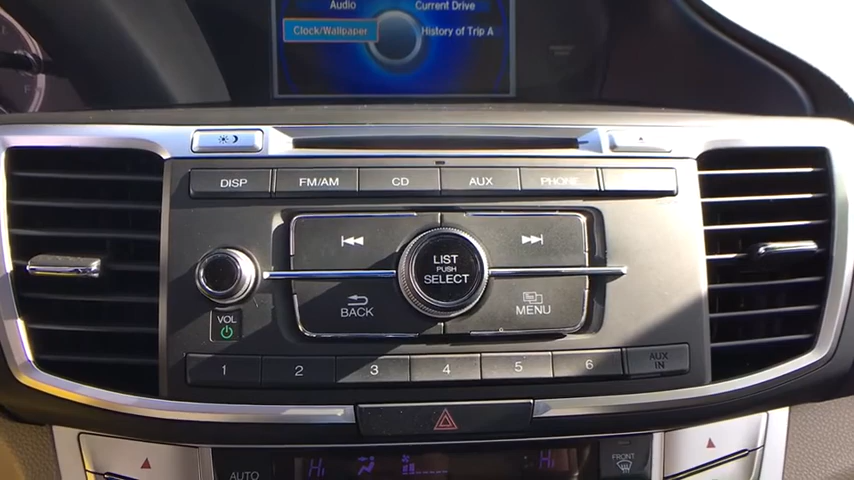 Audio
Current Drive
Clock/Wallpaper
History of Trip A
DISP
FM/AM
CD
AUX
PHONE
LIST
PUSH
SELECT
VOL
BACK
MENU
1
2
3
4
5
6
AUX
IN
AUTO
Hi
Hi
FRONT